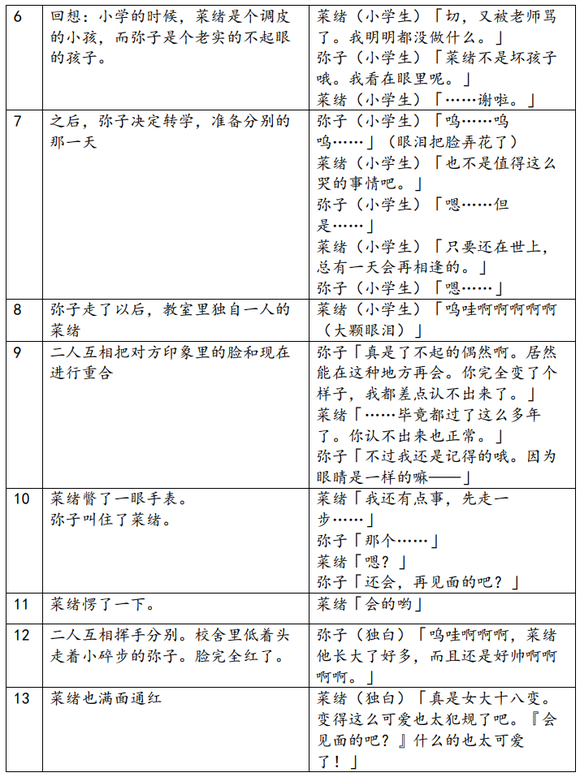 6
回想：小学的时候，菜绪是个调皮
的小孩，而弥子是个老实的不起眼
的孩子。
菜绪（小学生）「切，又被老师骂
了。我明明都没做什么。」
弥子（小学生）「菜绪不是坏孩子
哦。我看在眼里呢。」
菜绪（小学生）「……谢啦。」
7
之后，弥子决定转学，准备分别的
那一天
弥子（小学生）「呜……呜
呜……」（眼泪把脸弄花了）
菜绪（小学生）「也不是值得这么
哭的事情吧。」
弥子（小学生）「嗯……但
是……」
菜绪（小学生）「只要还在世上，
总有一天会再相逢的。」
弥子（小学生）「嗯……」
8
弥子走了以后，教室里独自一人的
菜绪
菜绪（小学生）「呜哇啊啊啊啊啊
（大颗眼泪）」
9
二人互相把对方印象里的脸和现在
进行重合
弥子「真是了不起的偶然啊。居然
能在这种地方再会。你完全变了个
样子，我都差点认不出来了。」
菜绪「……毕竟都过了这么多年
了。你认不出来也正常。」
弥子「不过我还是记得的哦。因为
眼睛是一样的嘛——」
10
菜绪瞥了一眼手表。
弥子叫住了菜绪。
菜绪「我还有点事，先走一
步……」
弥子「那个……」
菜绪「嗯？」
弥子「还会，再见面的吧？」
11
菜绪愣了一下。
菜绪「会的哟」
12
二人互相挥手分别。校舍里低着头
走着小碎步的弥子。脸完全红了。
弥子（独白）「呜哇啊啊啊，菜绪
他长大了好多，而且还是好帅啊啊
啊啊。」
13
菜绪也满面通红
菜绪（独白）「真是女大十八变。
变得这么可爱也太犯规了吧。『会
见面的吧？』什么的也太可爱
了！」